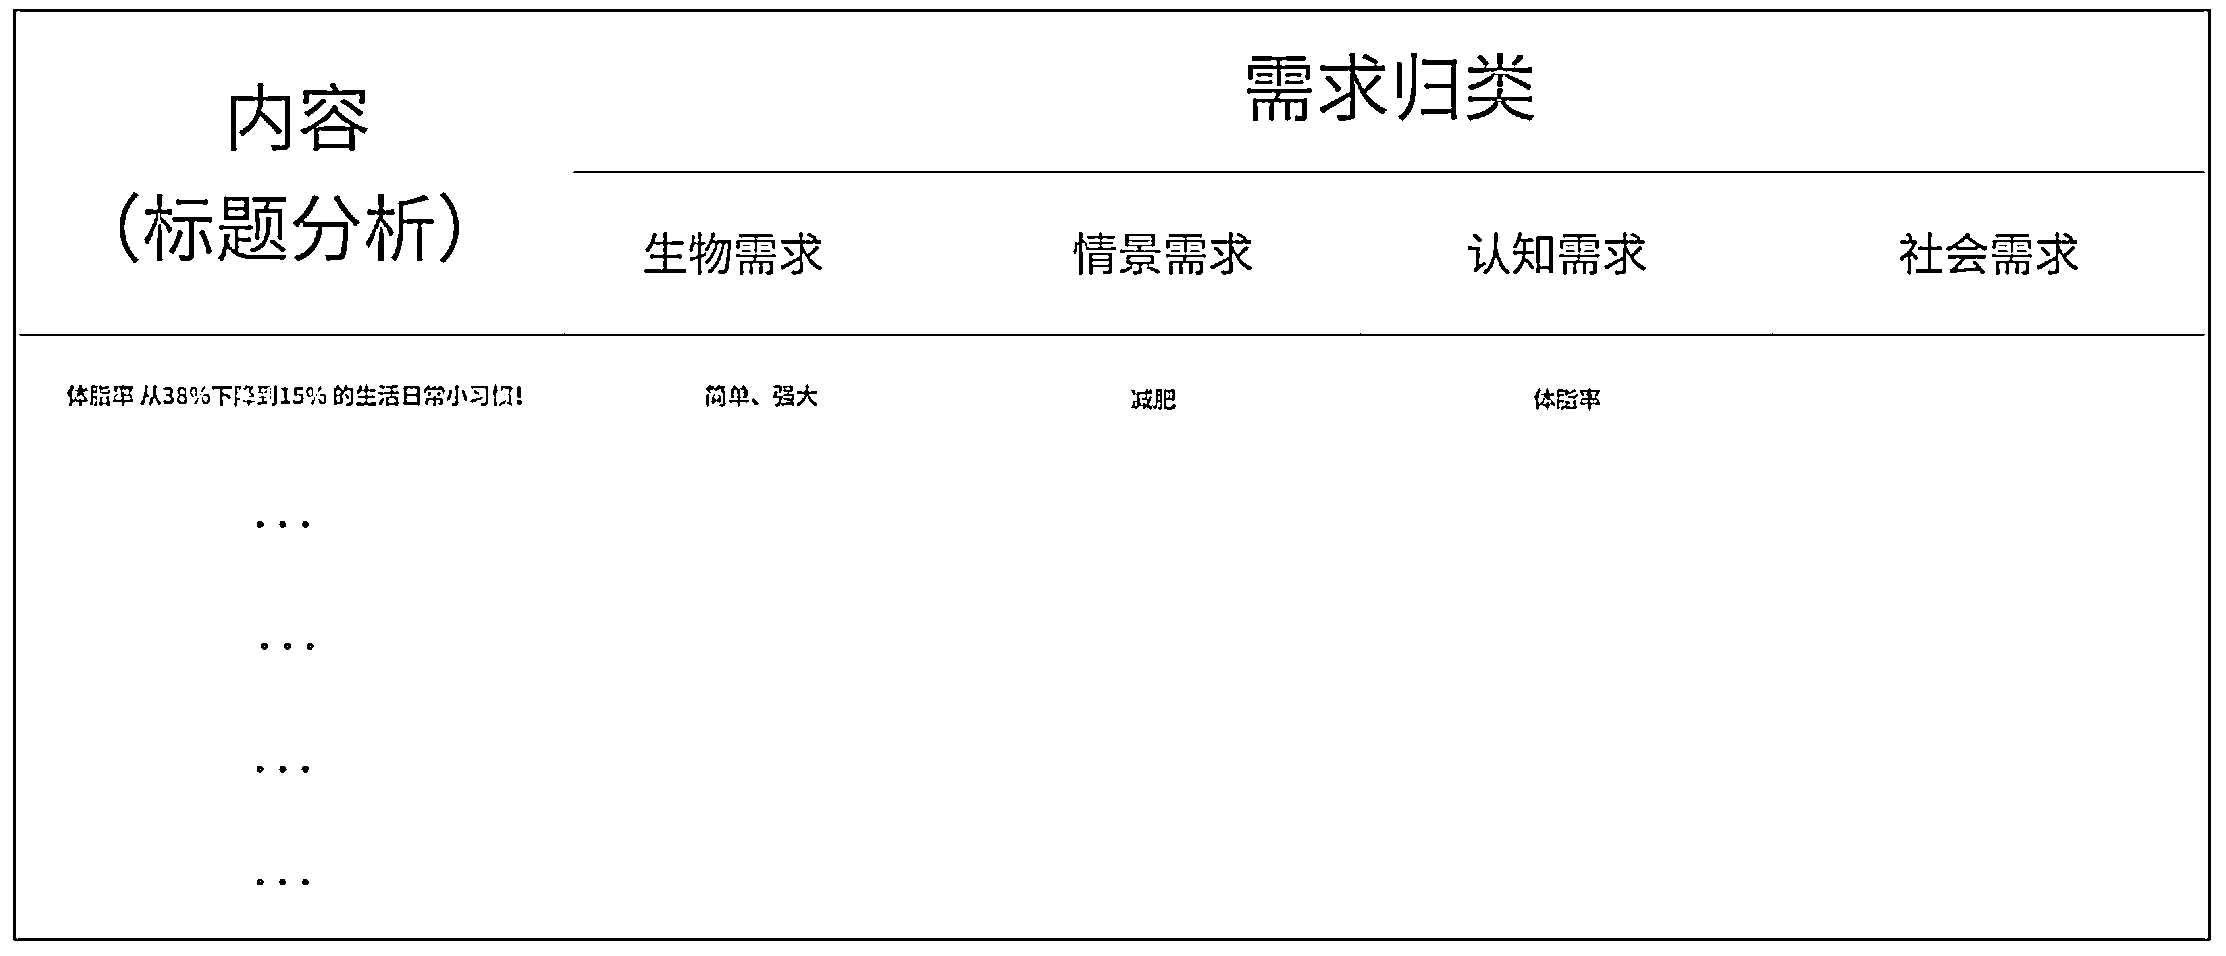 内容
（标题分析）
需求归类
生物需求 情景需求 认知需求 社会需求
体脂率 从38%下降到15% 的生活日常小习惯! 简单、强大 减肥 体脂率
...
...
...
...